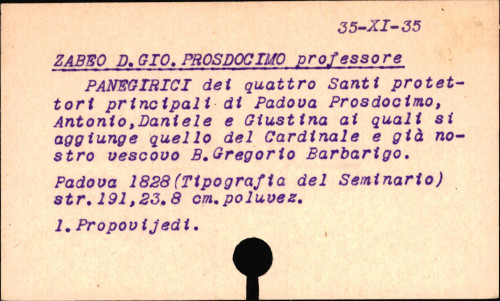 35-XI-35
ZABEO D.GIO.PROSDOCIMO professore
PANEGIRICI dei quattro Santi protet-
tori principali di Padova Prosdocimo,
Antonio,Daniele e Giustina ai quali si
aggiunge quello del Cardinale e già no-
stro vescovo B.Gregorio Barbarigo.
Padova 1828(Tipografia del Seminario)
str.191,23.8 cm.poluvez.
1.Propovijedi.